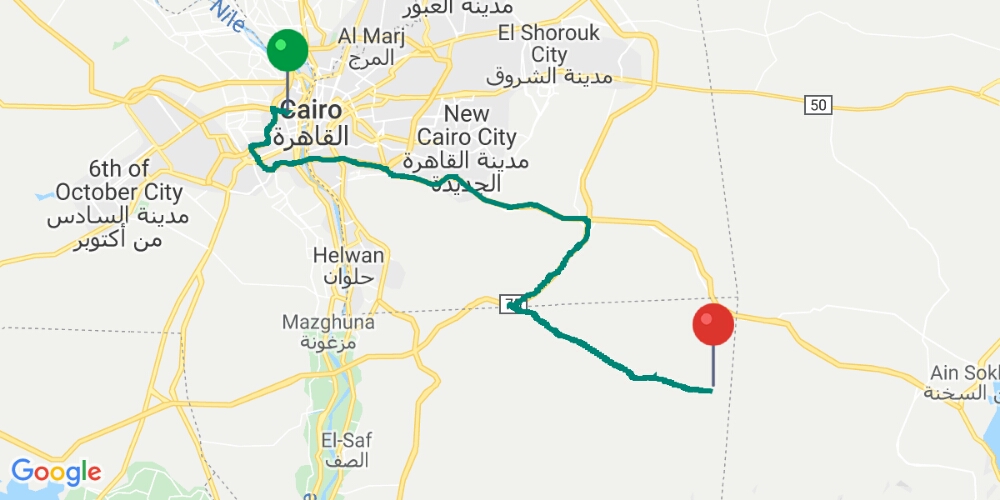 مدينة العبور
Nile
Al Marj
المرج
El Shorouk
City
مدينة الشروق
50
Cairo
القاهرة
New
Cairo City
مدينة القاهرة
الجديدة
6th of
October City
مدينة السادس
من أكتوبر
Helwan
حلوان
Mazghuna
مزغونة
Ain Sokh
ن السخنة
El-Saf
الصف
Google